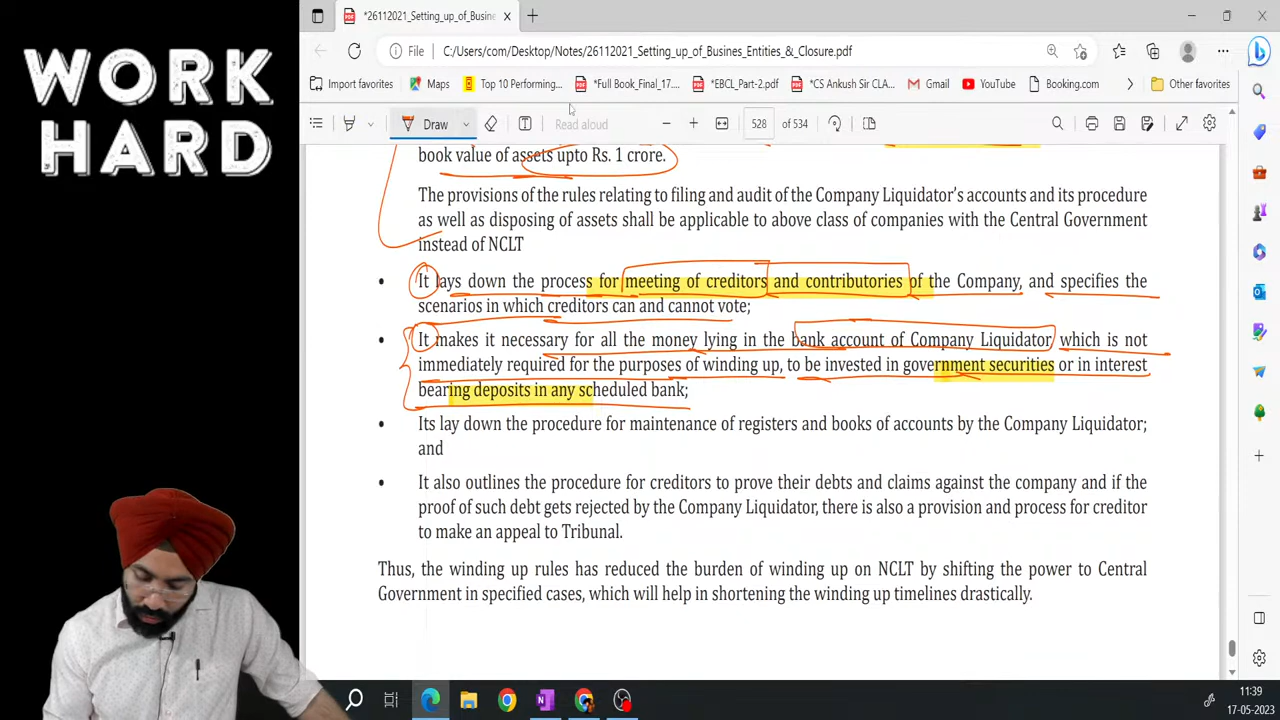 WORK
HARD
*26112021_Setting_up_of_Busine
File
C:/Users/com/Desktop/Notes/26112021_Setting_up_of_Busines_Entities_&_Closure.pdf
Import favorites
Maps
Top 10 Performing...
*Full Book_Final_17....
*EBCL_Part-2.pdf
*CS Ankush Sir CLA...
Gmail
YouTube
Booking.com
Other favorites
Draw
Read aloud
528 of 534
book value of assets upto Rs. 1 crore.
The provisions of the rules relating to filing and audit of the Company Liquidator's accounts and its procedure
as well as disposing of assets shall be applicable to above class of companies with the Central Government
instead of NCLT
• It lays down the process for meeting of creditors and contributories of the Company, and specifies the
scenarios in which creditors can and cannot vote;
• It makes it necessary for all the money lying in the bank account of Company Liquidator which is not
immediately required for the purposes of winding up, to be invested in government securities or in interest
bearing deposits in any scheduled bank;
• Its lay down the procedure for maintenance of registers and books of accounts by the Company Liquidator;
and
• It also outlines the procedure for creditors to prove their debts and claims against the company and if the
proof of such debt gets rejected by the Company Liquidator, there is also a provision and process for creditor
to make an appeal to Tribunal.
Thus, the winding up rules has reduced the burden of winding up on NCLT by shifting the power to Central
Government in specified cases, which will help in shortening the winding up timelines drastically.
11:39
17-05-2023